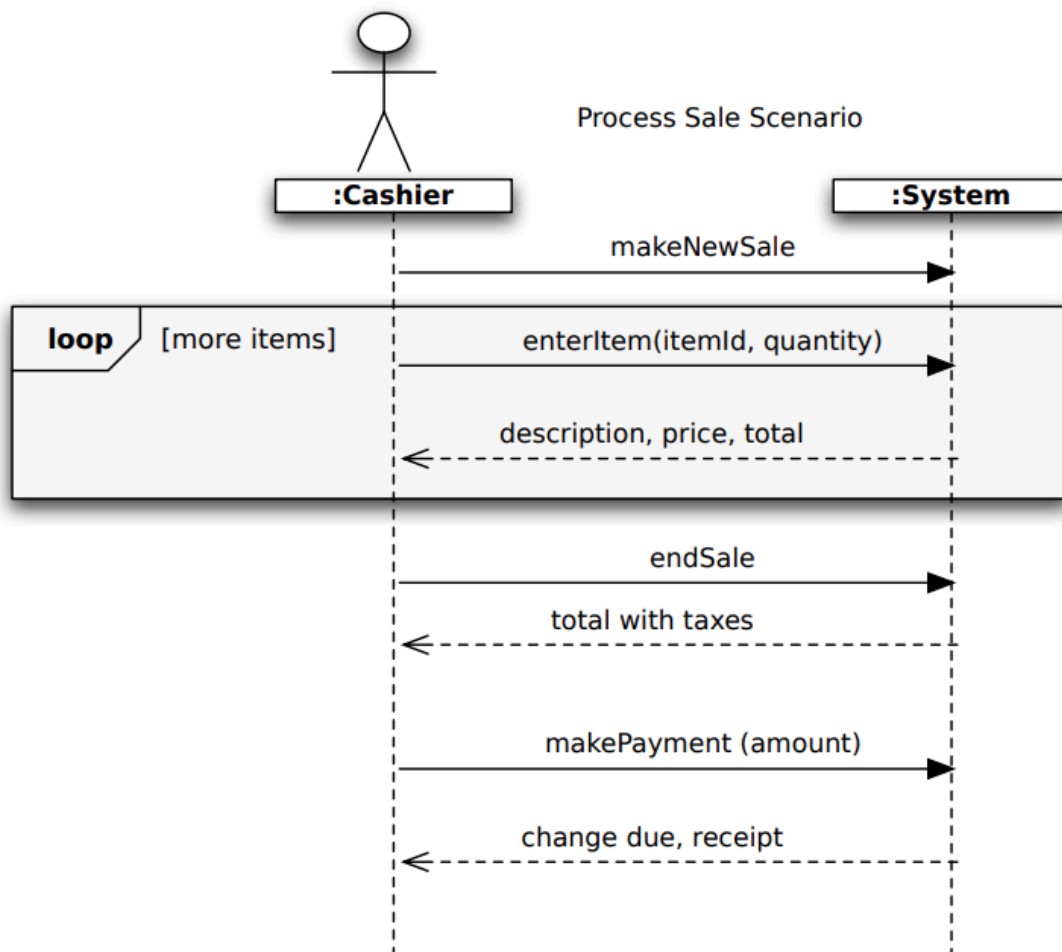 Process Sale Scenario
:Cashier
:System
makeNewSale
loop
[more items]
enterItem(itemId, quantity)
description, price, total
endSale
total with taxes
makePayment (amount)
change due, receipt